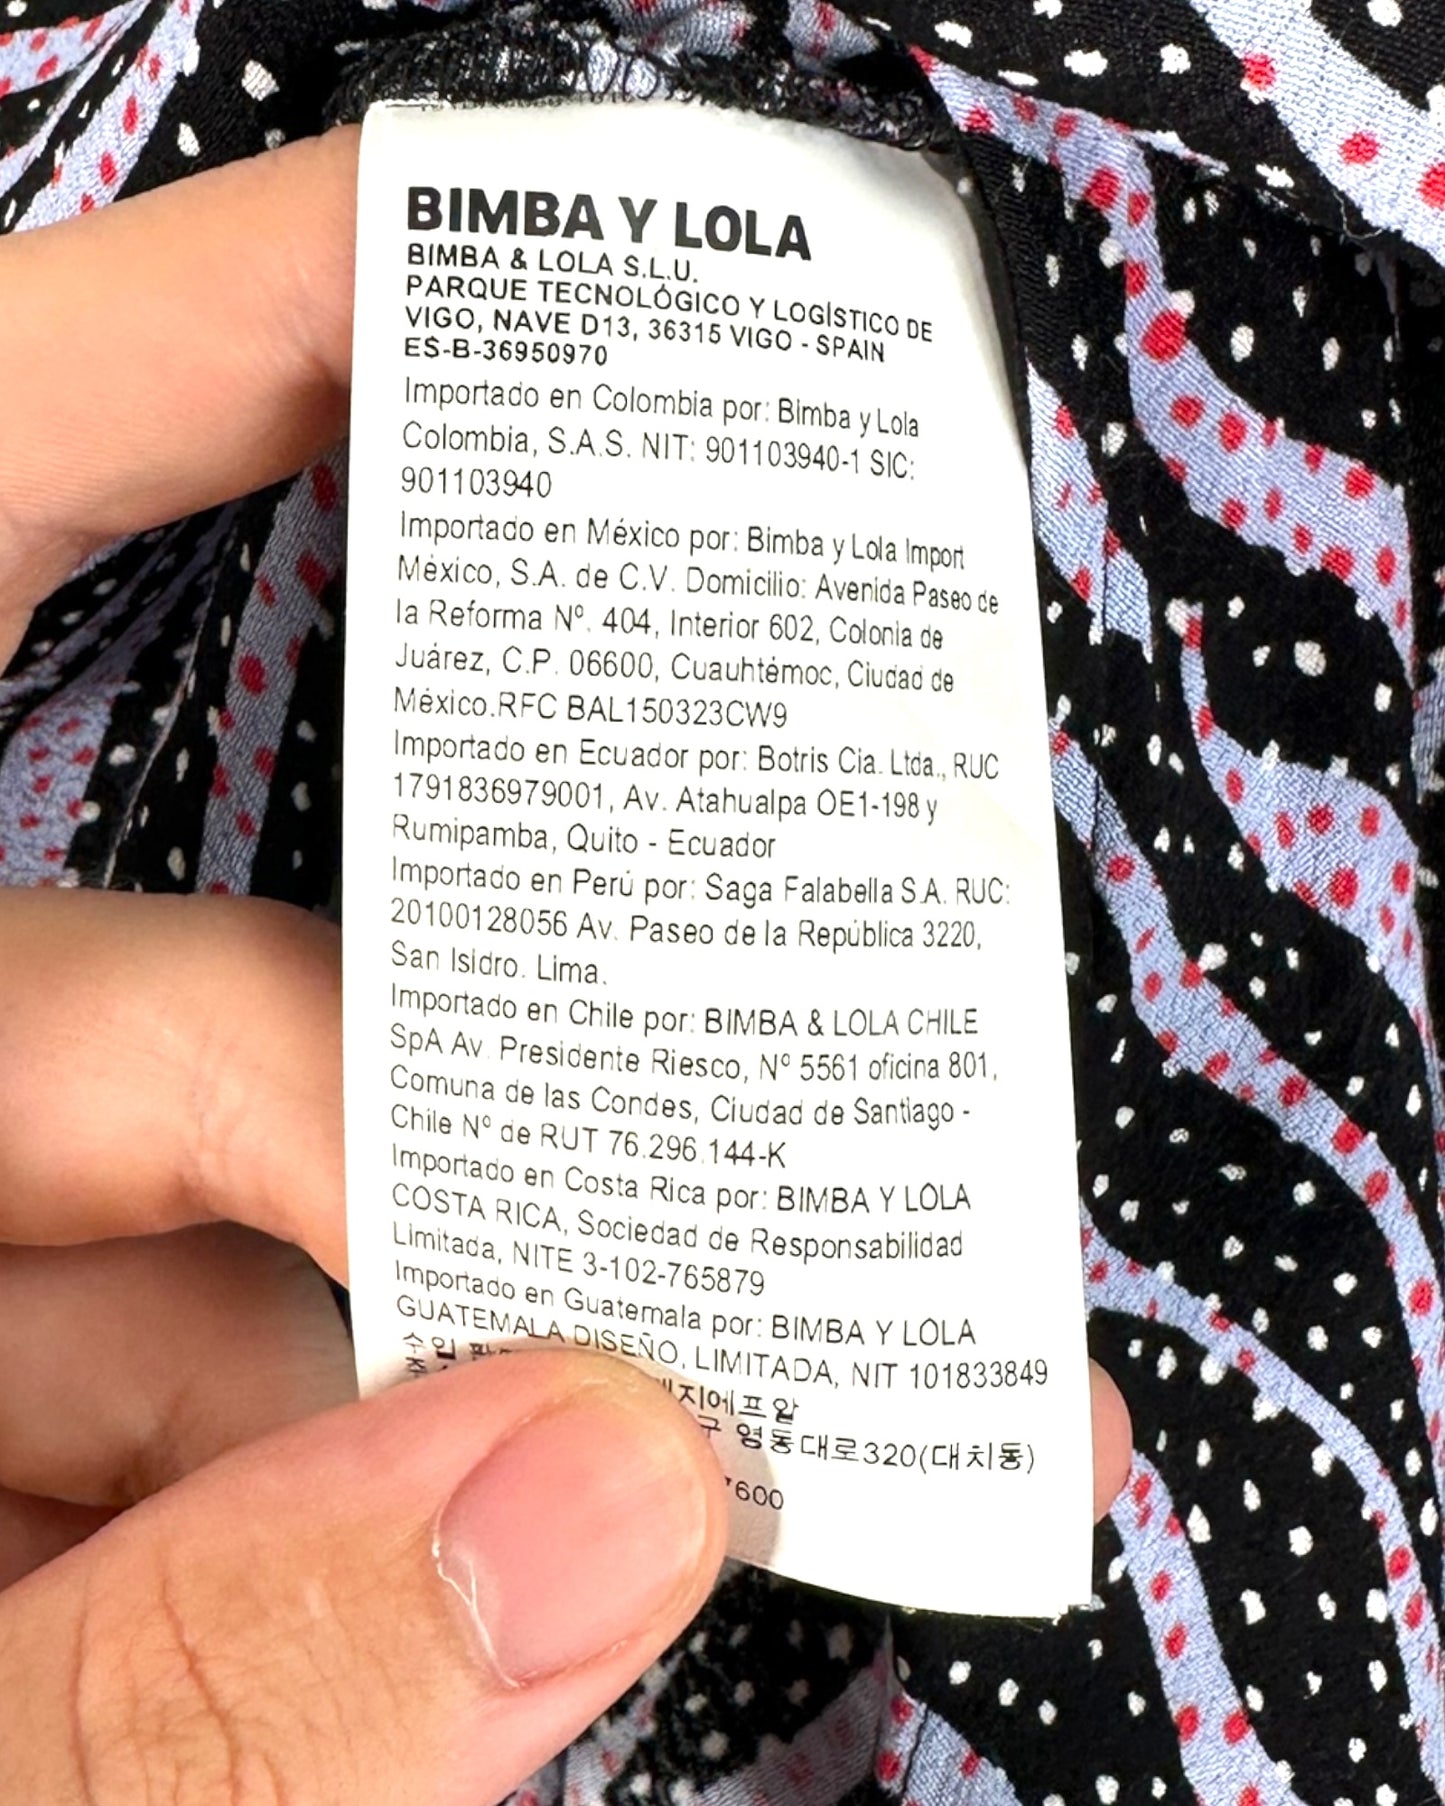 BIMBA Y LOLA
BIMBA & LOLA S.L.U.
PARQUE TECNOLÓGICO Y LOGÍSTICO DE
VIGO, NAVE D13, 36315 VIGO - SPAIN
ES-B-36950970
Importado en Colombia por: Bimba y Lola
Colombia, S.A.S. NIT: 901103940-1 SIC:
901103940
Importado en México por: Bimba y Lola Import
México, S.A. de C.V. Domicilio: Avenida Paseo de
la Reforma Nº. 404, Interior 602, Colonia de
Juárez, C.P. 06600, Cuauhtémoc, Ciudad de
México.RFC BAL150323CW9
Importado en Ecuador por: Botris Cia. Ltda., RUC
1791836979001, Av. Atahualpa OE1-198 y
Rumipamba, Quito - Ecuador
Importado en Perú por: Saga Falabella S.A. RUC:
20100128056 Av. Paseo de la República 3220,
San Isidro. Lima.
Importado en Chile por: BIMBA & LOLA CHILE
SpA Av. Presidente Riesco, Nº 5561 oficina 801,
Comuna de las Condes, Ciudad de Santiago -
Chile Nº de RUT 76.296.144-K
Importado en Costa Rica por: BIMBA Y LOLA
COSTA RICA, Sociedad de Responsabilidad
Limitada, NITE 3-102-765879
Importado en Guatemala por: BIMBA Y LOLA
GUATEMALA DISEÑO, LIMITADA, NIT 101833849
수입 지에프알
구 영동대로320(대치동)
7600